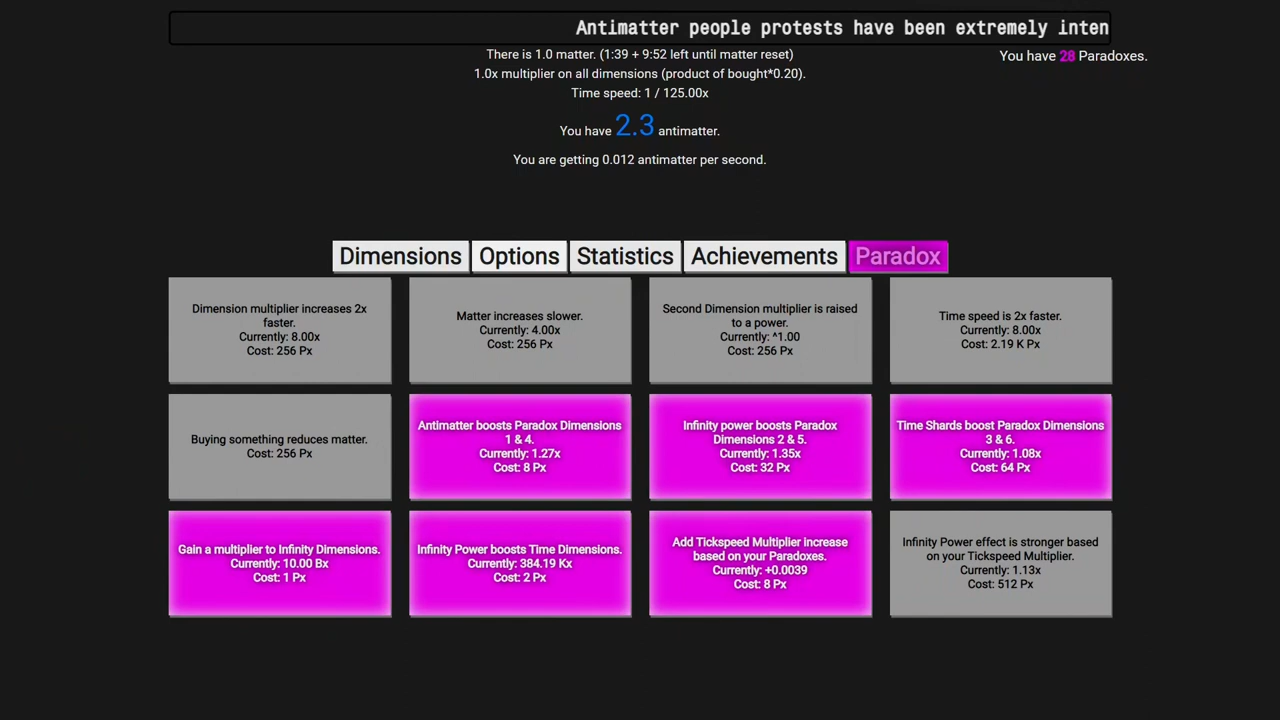 Antimatter people protests have been extremely inten
There is 1.0 matter. (1:39 + 9:52 left until matter reset)
You have 28 Paradoxes.
1.0x multiplier on all dimensions (product of bought*0.20).
Time speed: 1 / 125.00x
You have 2.3 antimatter.
You are getting 0.012 antimatter per second.
Dimensions Options Statistics Achievements Paradox
Dimension multiplier increases 2x
faster.
Currently: 8.00x
Cost: 256 Px
Matter increases slower.
Currently: 4.00x
Cost: 256 Px
Second Dimension multiplier is raised
to a power.
Currently: ^1.00
Cost: 256 Px
Time speed is 2x faster.
Currently: 8.00x
Cost: 2.19 K Px
Buying something reduces matter.
Cost: 256 Px
Antimatter boosts Paradox Dimensions
1 & 4.
Currently: 1.27x
Cost: 8 Px
Infinity power boosts Paradox
Dimensions 2 & 5.
Currently: 1.35x
Cost: 32 Px
Time Shards boost Paradox Dimensions
3 & 6.
Currently: 1.08x
Cost: 64 Px
Gain a multiplier to Infinity Dimensions.
Currently: 10.00 Bx
Cost: 1 Px
Infinity Power boosts Time Dimensions.
Currently: 384.19 Kx
Cost: 2 Px
Add Tickspeed Multiplier increase
based on your Paradoxes.
Currently: +0.0039
Cost: 8 Px
Infinity Power effect is stronger based
on your Tickspeed Multiplier.
Currently: 1.13x
Cost: 512 Px